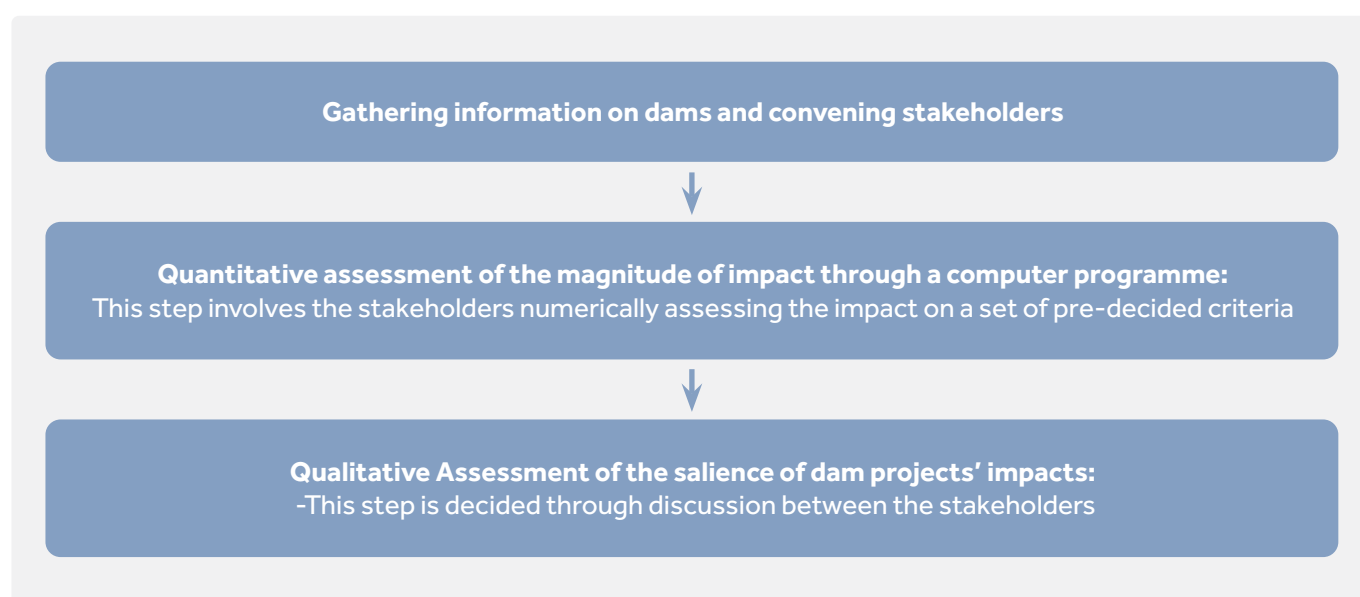 Gathering information on dams and convening stakeholders
Quantitative assessment of the magnitude of impact through a computer programme:
This step involves the stakeholders numerically assessing the impact on a set of pre-decided criteria
Qualitative Assessment of the salience of dam projects’ impacts:
-This step is decided through discussion between the stakeholders